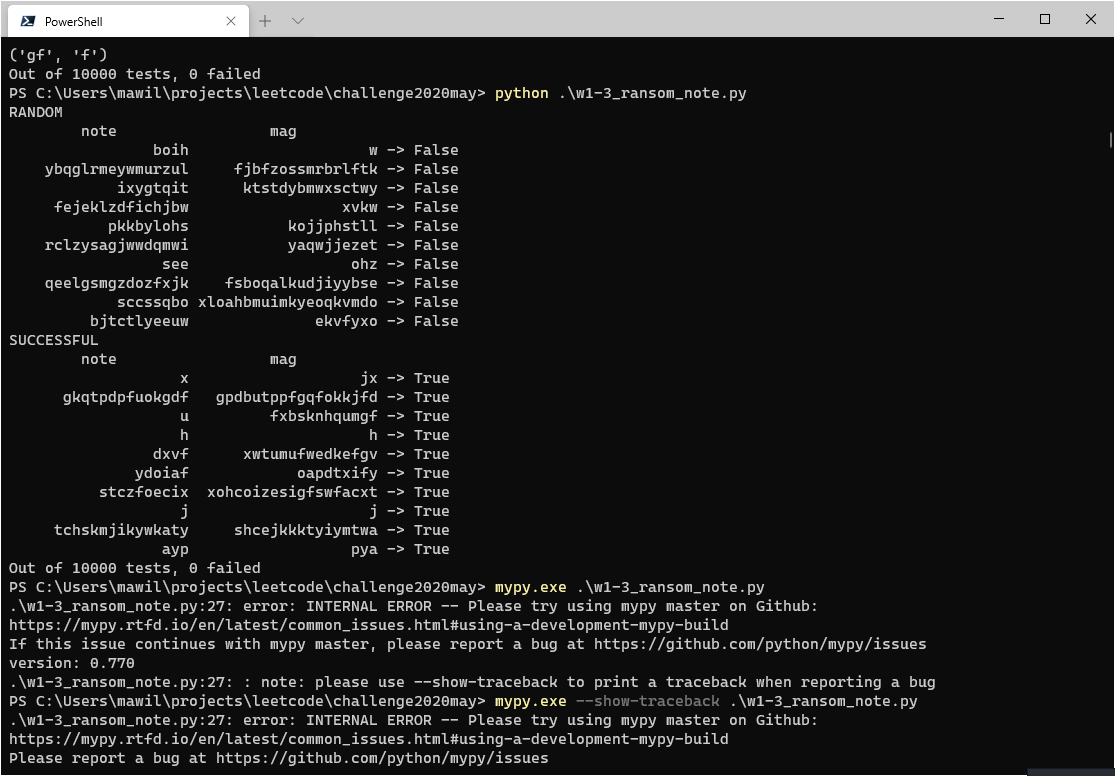 PowerShell
('gf', 'f')
Out of 10000 tests, 0 failed
PS C:\Users\mawil\projects\leetcode\challenge2020may> python .\w1-3_ransom_note.py
RANDOM
note mag
boih w -> False
ybqglrmeywmurzul fjbfzossmrbrlftk -> False
ixygtqit ktstdybmwxsctwy -> False
fejeklzdfichjbw xvkw -> False
pkkbylohs kojjphstll -> False
rclzysagjwwdqmwi yaqwjjezet -> False
see ohz -> False
qeelgsmgzdozfxjk fsboqalkudjiyybse -> False
sccssqbo xloahbmuimkyeoqkvmdo -> False
bjtctlyeeuw ekvfyxo -> False
SUCCESSFUL
note mag
x jx -> True
gkqtpdpfuokgdf gpdbutppfgqfokkjfd -> True
u fxbsknhqumgf -> True
h h -> True
dxvf xwtumufwedkefgv -> True
ydoiaf oapdtxify -> True
stczfoecix xohcoizesigfswfacxt -> True
j j -> True
tchskmjikywkaty shcejkkktyiymtwa -> True
ayp pya -> True
Out of 10000 tests, 0 failed
PS C:\Users\mawil\projects\leetcode\challenge2020may> mypy.exe .\w1-3_ransom_note.py
.\w1-3_ransom_note.py:27: error: INTERNAL ERROR -- Please try using mypy master on Github:
https://mypy.rtfd.io/en/latest/common_issues.html#using-a-development-mypy-build
If this issue continues with mypy master, please report a bug at https://github.com/python/mypy/issues
version: 0.770
.\w1-3_ransom_note.py:27: : note: please use --show-traceback to print a traceback when reporting a bug
PS C:\Users\mawil\projects\leetcode\challenge2020may> mypy.exe --show-traceback .\w1-3_ransom_note.py
.\w1-3_ransom_note.py:27: error: INTERNAL ERROR -- Please try using mypy master on Github:
https://mypy.rtfd.io/en/latest/common_issues.html#using-a-development-mypy-build
Please report a bug at https://github.com/python/mypy/issues